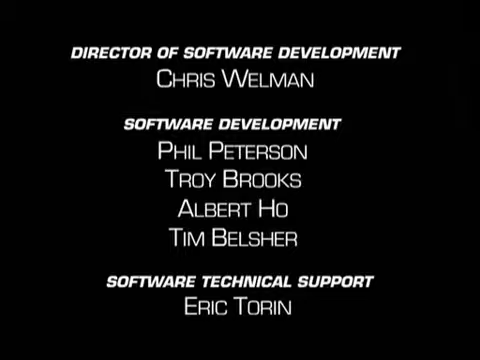 DIRECTOR OF SOFTWARE DEVELOPMENT
CHRIS WELMAN
SOFTWARE DEVELOPMENT
PHIL PETERSON
TROY BROOKS
ALBERT HO
TIM BELSHER
SOFTWARE TECHNICAL SUPPORT
ERIC TORIN